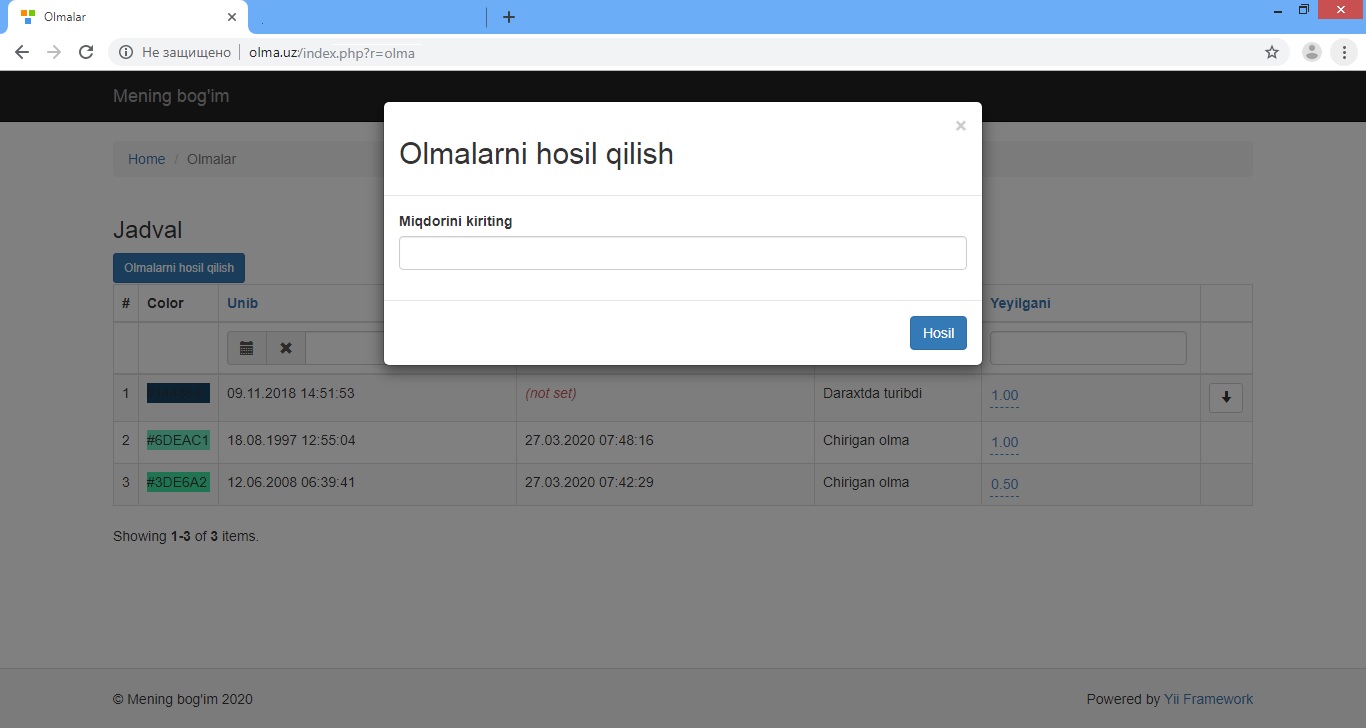 Olmalar
Не защищено olma.uz/index.php?r=olma
Mening bog'im
Home / Olmalar
Olmalarni hosil qilish
Miqdorini kiriting
Hosil
Jadval
Olmalarni hosil qilish
# Color Unib Yeyilgani
1 09.11.2018 14:51:53 (not set) Daraxtda turibdi 1.00
2 #6DEAC1 18.08.1997 12:55:04 27.03.2020 07:48:16 Chirigan olma 1.00
3 #3DE6A2 12.06.2008 06:39:41 27.03.2020 07:42:29 Chirigan olma 0.50
Showing 1-3 of 3 items.
© Mening bog'im 2020 Powered by Yii Framework